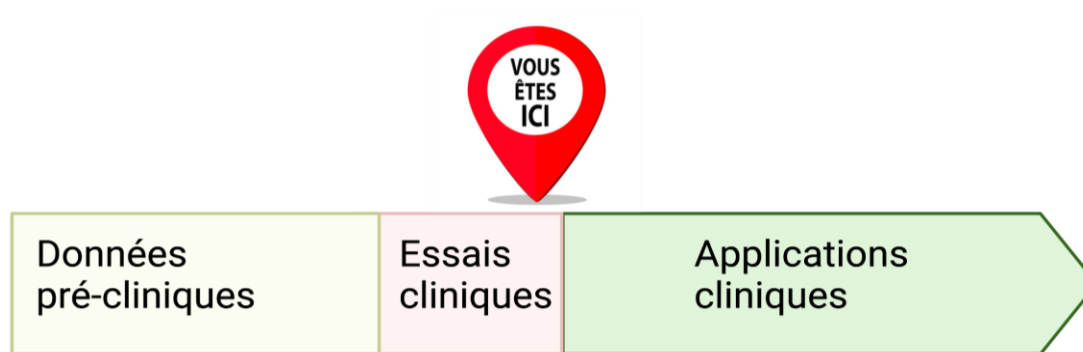 VOUS
ÊTES
ICI
Données
pré-cliniques
Essais
cliniques
Applications
cliniques